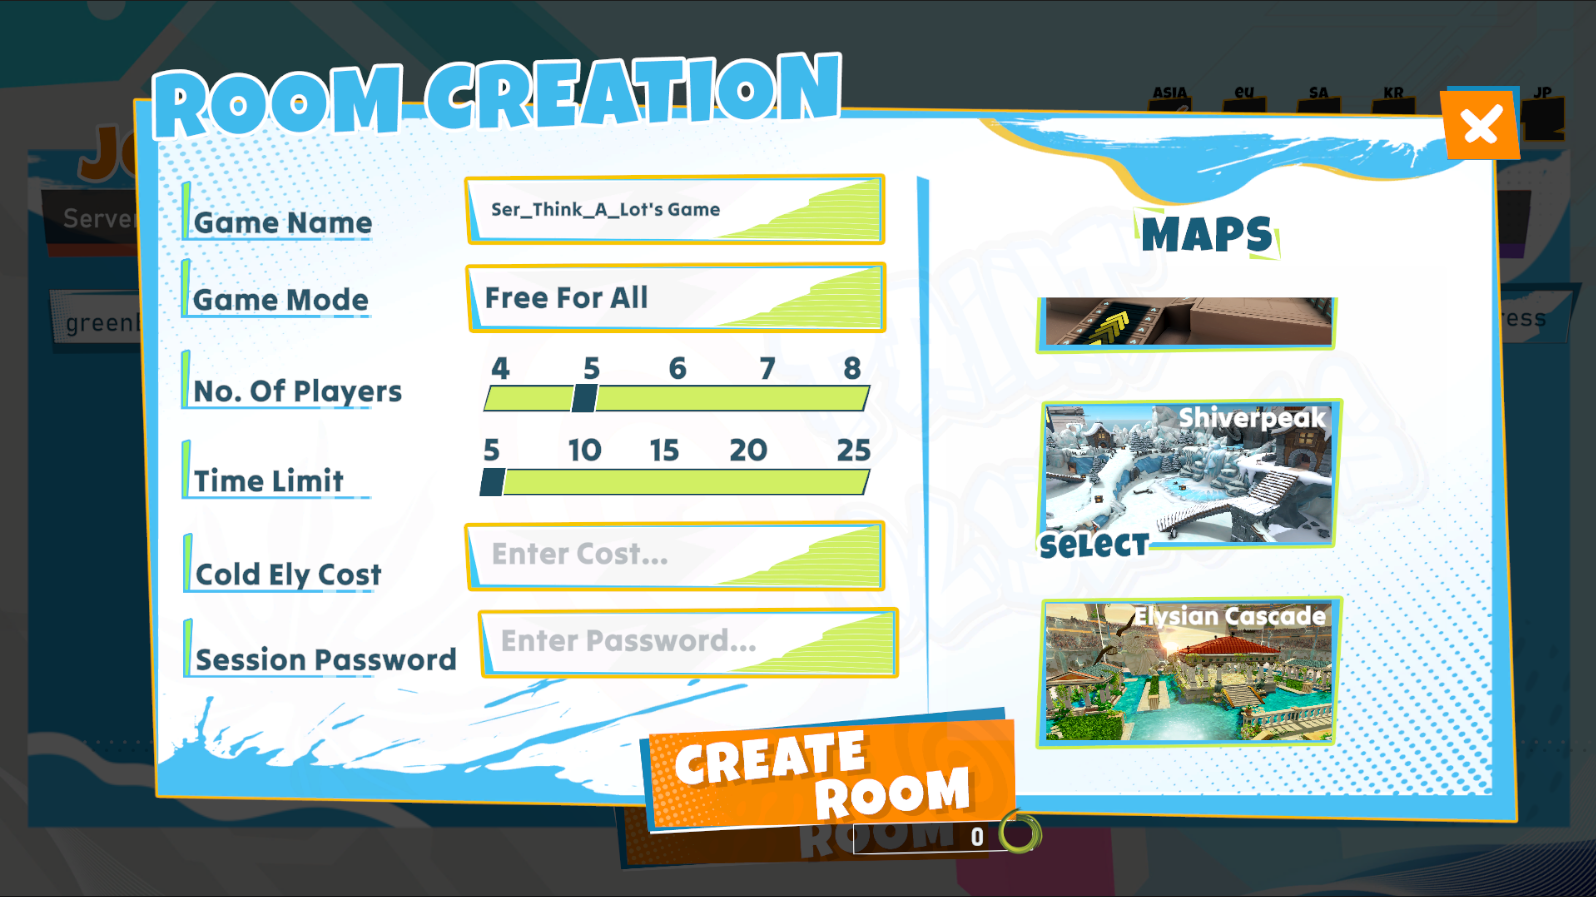 ROOM CREATION
ASIA eu SA KR JP
Game Name
Ser_Think_A_Lot's Game
Game Mode
Free For All
No. Of Players
4 5 6 7 8
Time Limit
5 10 15 20 25
Cold Ely Cost
Enter Cost...
Session Password
Enter Password...
MAPS
Shiverpeak
SELECT
Elysian Cascade
CREATE
ROOM
ROOM
0